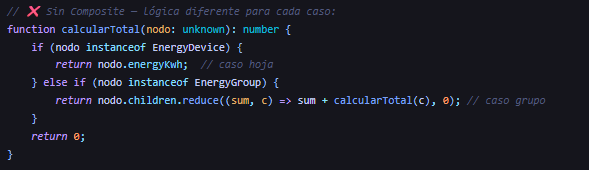 // ❌ Sin Composite — Lógica diferente para cada caso:
function calcularTotal(nodo: unknown): number {
    if (nodo instanceof EnergyDevice) {
        return nodo.energyKwh;  // caso hoja
    } else if (nodo instanceof EnergyGroup) {
        return nodo.children.reduce((sum, c) => sum + calcularTotal(c), 0); // caso grupo
    }
    return 0;
}